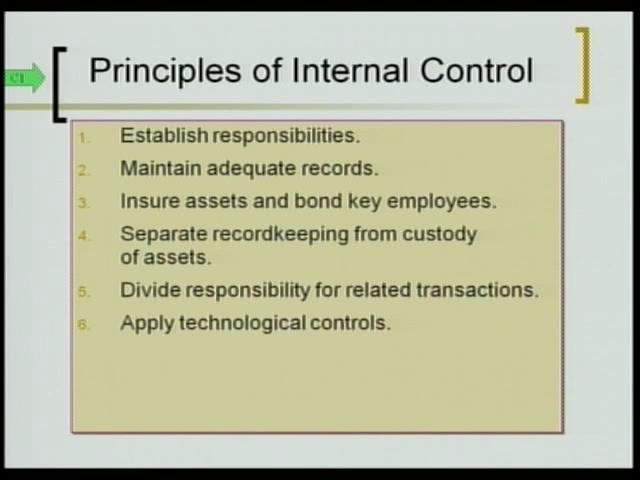 C1
Principles of Internal Control
1. Establish responsibilities.
2. Maintain adequate records.
3. Insure assets and bond key employees.
4. Separate recordkeeping from custody
of assets.
5. Divide responsibility for related transactions.
6. Apply technological controls.